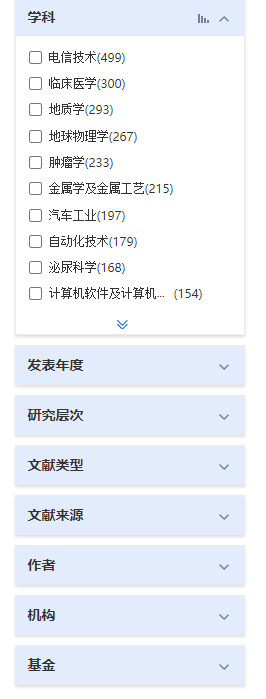 学科
电信技术(499)
临床医学(300)
地质学(293)
地球物理学(267)
肿瘤学(233)
金属学及金属工艺(215)
汽车工业(197)
自动化技术(179)
泌尿科学(168)
计算机软件及计算机... (154)
发表年度
研究层次
文献类型
文献来源
作者
机构
基金